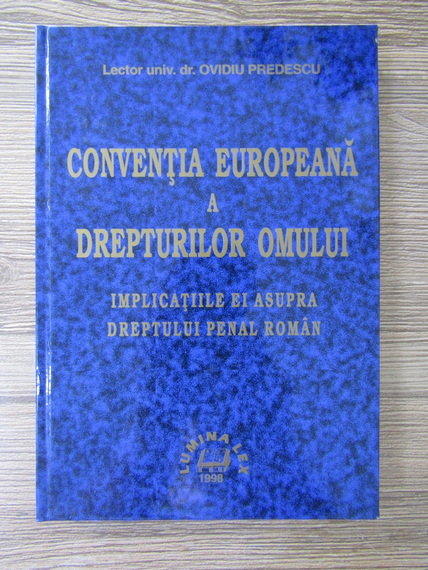 Lector univ. dr. OVIDIU PREDESCU
CONVENŢIA EUROPEANĂ
A
DREPTURILOR OMULUI
IMPLICAŢIILE EI ASUPRA
DREPTULUI PENAL ROMÂN
LUMINA LEX
1998